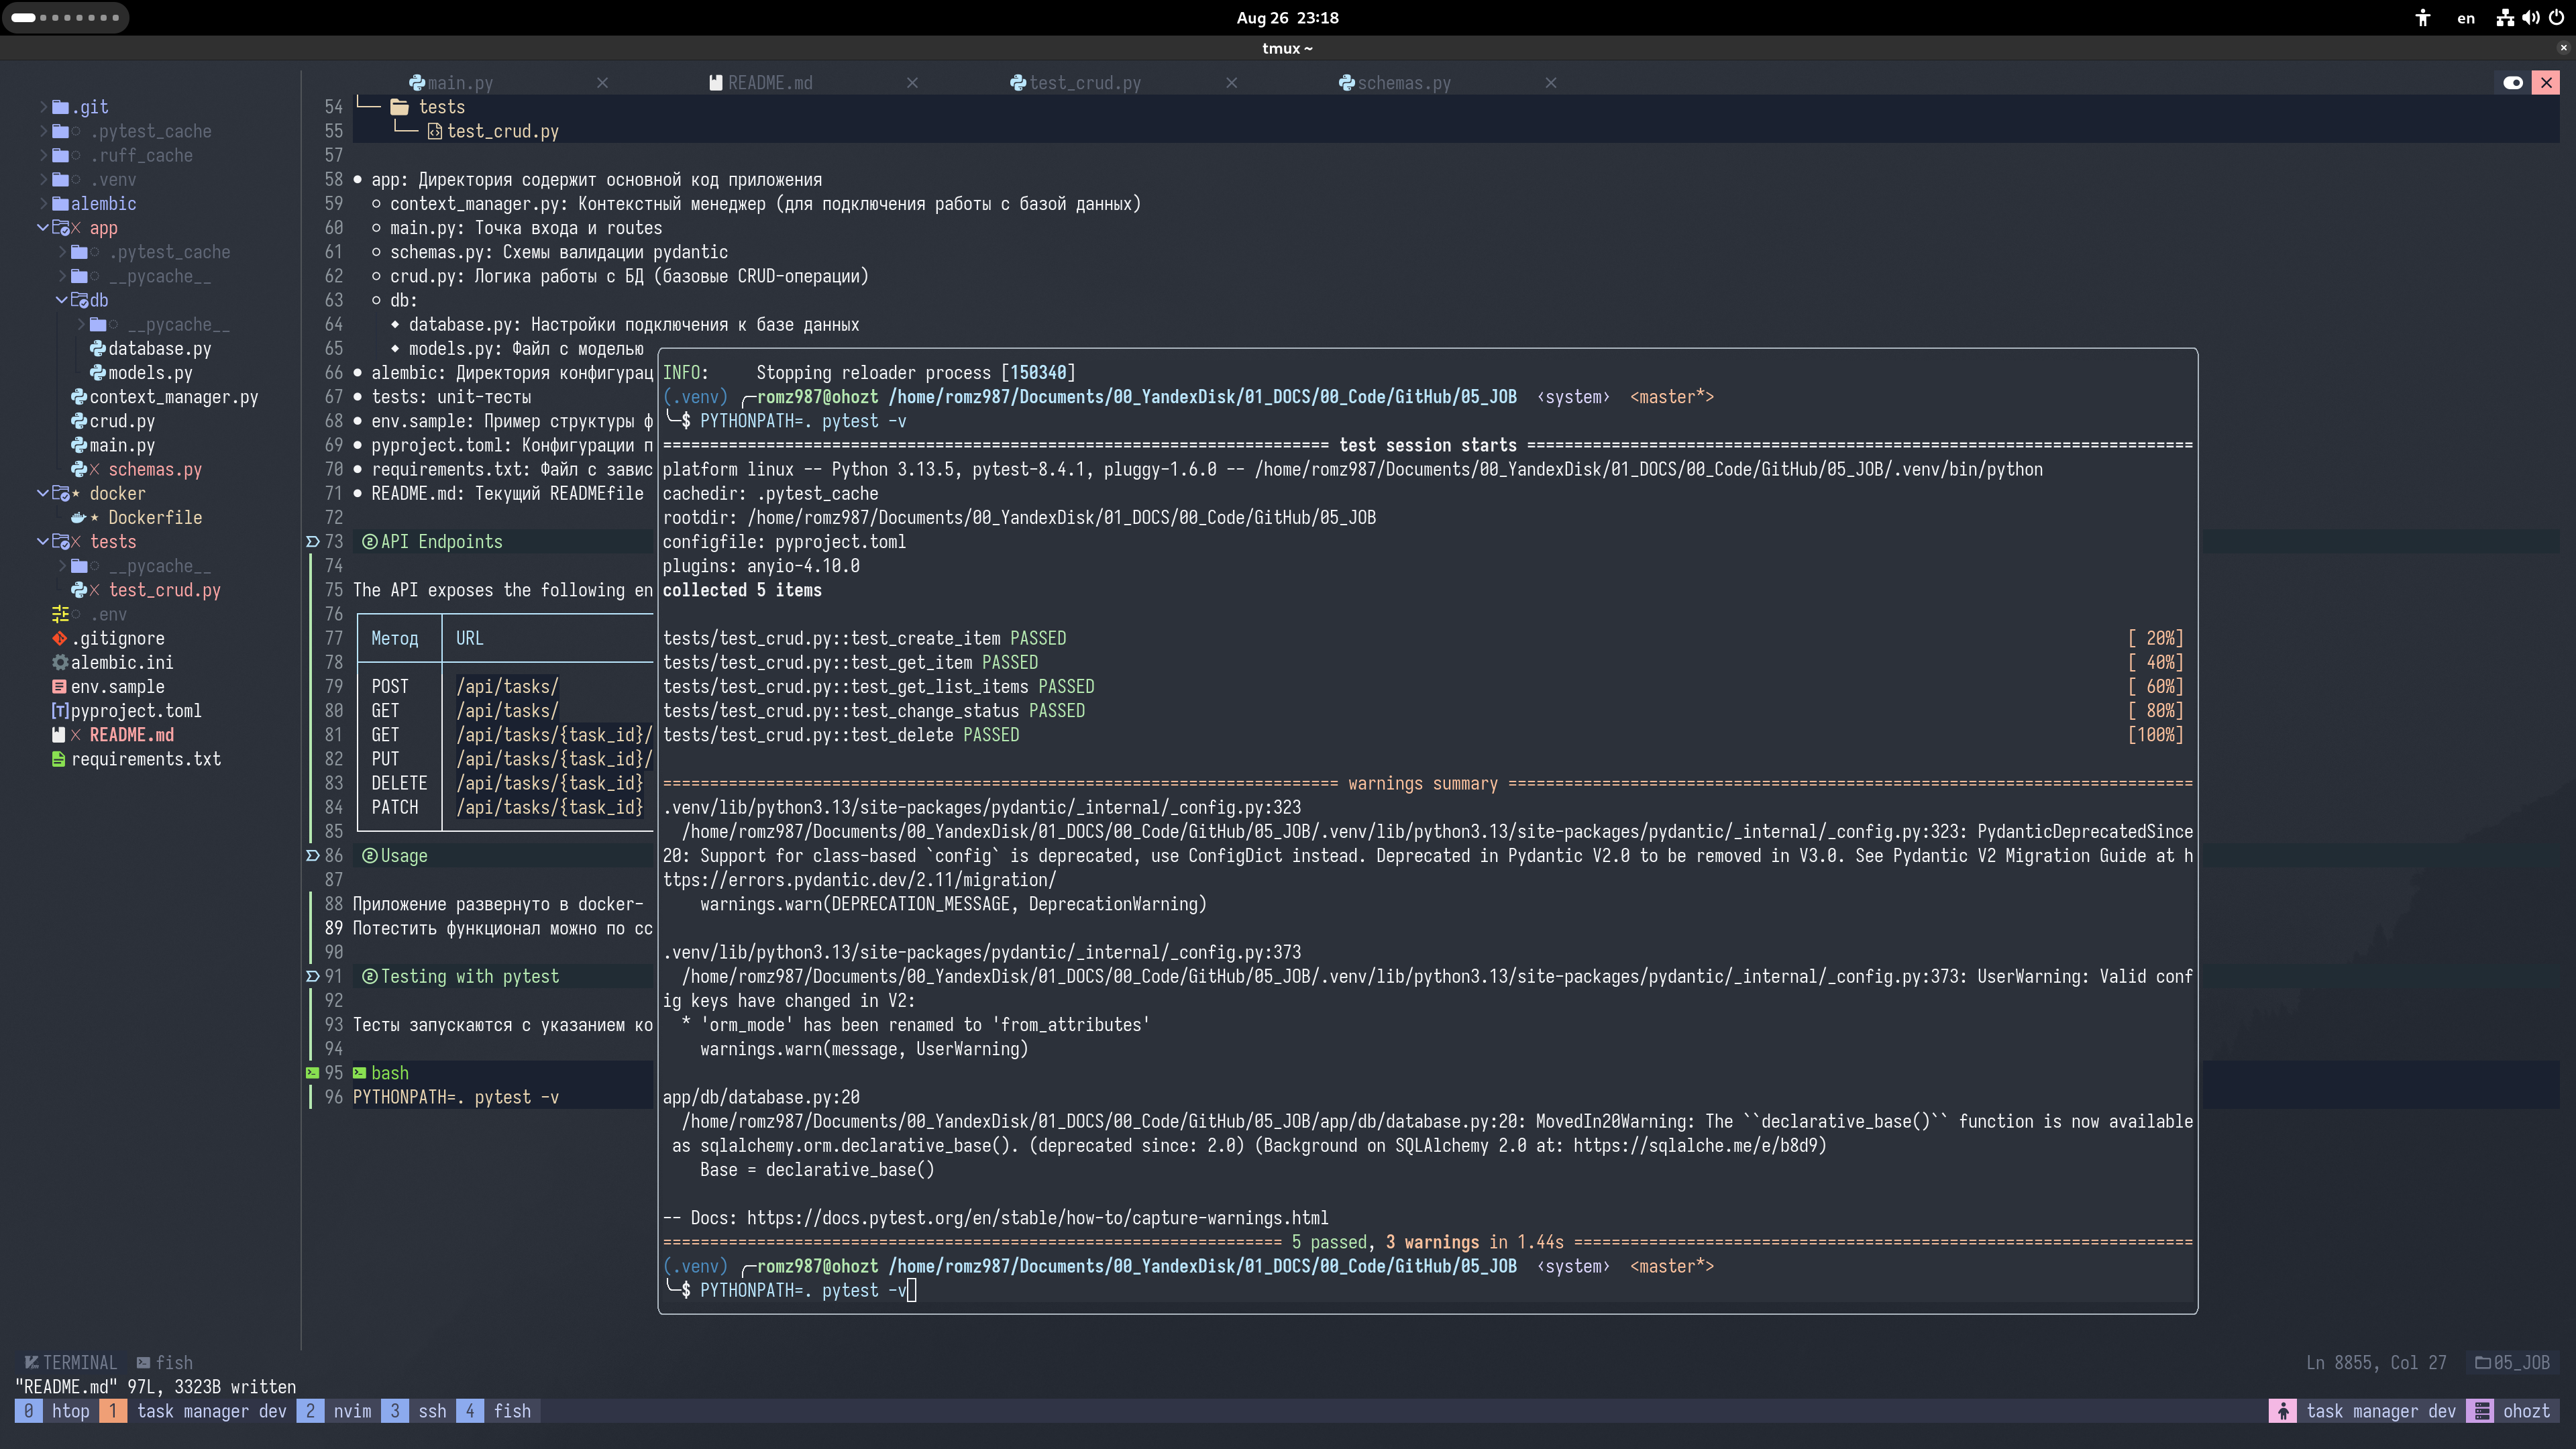 Aug 26 23:18
en
tmux ~
main.py
README.md
test_crud.py
schemas.py
.git
.pytest_cache
.ruff_cache
.venv
alembic
app
.pytest_cache
__pycache__
db
__pycache__
database.py
models.py
context_manager.py
crud.py
main.py
schemas.py
docker
Dockerfile
tests
__pycache__
test_crud.py
.env
.gitignore
alembic.ini
env.sample
pyproject.toml
README.md
requirements.txt
54 tests
55 test_crud.py
57
58 ● app: Директория содержит основной код приложения
59 ○ context_manager.py: Контекстный менеджер (для подключения работы с базой данных)
60 ○ main.py: Точка входа и routes
61 ○ schemas.py: Схемы валидации pydantic
62 ○ crud.py: Логика работы с БД (базовые CRUD-операции)
63 ○ db:
64 ◆ database.py: Настройки подключения к базе данных
65 ◆ models.py: Файл с моделью
66 ● alembic: Директория конфигурац
67 ● tests: unit-тесты
68 ● env.sample: Пример структуры ф
69 ● pyproject.toml: Конфигурации п
70 ● requirements.txt: Файл с завис
71 ● README.md: Текущий READMEfile
72
73 ② API Endpoints
74
75 The API exposes the following en
76
77 Метод URL
78
79 POST /api/tasks/
80 GET /api/tasks/
81 GET /api/tasks/{task_id}/
82 PUT /api/tasks/{task_id}/
83 DELETE /api/tasks/{task_id}
84 PATCH /api/tasks/{task_id}
85
86 ② Usage
87
88 Приложение развернуто в docker-
89 Потестить функционал можно по сс
90
91 ② Testing with pytest
92
93 Тесты запускаются с указанием ко
94
95 bash
96 PYTHONPATH=. pytest -v
INFO:     Stopping reloader process [150340]
(.venv) ╭─romz987@ohozt /home/romz987/Documents/00_YandexDisk/01_DOCS/00_Code/GitHub/05_JOB ‹system› <master*>
╰─$ PYTHONPATH=. pytest -v
======================================================================= test session starts =======================================================================
platform linux -- Python 3.13.5, pytest-8.4.1, pluggy-1.6.0 -- /home/romz987/Documents/00_YandexDisk/01_DOCS/00_Code/GitHub/05_JOB/.venv/bin/python
cachedir: .pytest_cache
rootdir: /home/romz987/Documents/00_YandexDisk/01_DOCS/00_Code/GitHub/05_JOB
configfile: pyproject.toml
plugins: anyio-4.10.0
collected 5 items
tests/test_crud.py::test_create_item PASSED [ 20%]
tests/test_crud.py::test_get_item PASSED [ 40%]
tests/test_crud.py::test_get_list_items PASSED [ 60%]
tests/test_crud.py::test_change_status PASSED [ 80%]
tests/test_crud.py::test_delete PASSED [100%]
======================================================================== warnings summary =========================================================================
.venv/lib/python3.13/site-packages/pydantic/_internal/_config.py:323
/home/romz987/Documents/00_YandexDisk/01_DOCS/00_Code/GitHub/05_JOB/.venv/lib/python3.13/site-packages/pydantic/_internal/_config.py:323: PydanticDeprecatedSince
20: Support for class-based `config` is deprecated, use ConfigDict instead. Deprecated in Pydantic V2.0 to be removed in V3.0. See Pydantic V2 Migration Guide at h
ttps://errors.pydantic.dev/2.11/migration/
warnings.warn(DEPRECATION_MESSAGE, DeprecationWarning)
.venv/lib/python3.13/site-packages/pydantic/_internal/_config.py:373
/home/romz987/Documents/00_YandexDisk/01_DOCS/00_Code/GitHub/05_JOB/.venv/lib/python3.13/site-packages/pydantic/_internal/_config.py:373: UserWarning: Valid conf
ig keys have changed in V2:
* 'orm_mode' has been renamed to 'from_attributes'
warnings.warn(message, UserWarning)
app/db/database.py:20
/home/romz987/Documents/00_YandexDisk/01_DOCS/00_Code/GitHub/05_JOB/app/db/database.py:20: MovedIn20Warning: The ``declarative_base()`` function is now available
as sqlalchemy.orm.declarative_base(). (deprecated since: 2.0) (Background on SQLAlchemy 2.0 at: https://sqlalche.me/e/b8d9)
Base = declarative_base()
-- Docs: https://docs.pytest.org/en/stable/how-to/capture-warnings.html
================================================================== 5 passed, 3 warnings in 1.44s ==================================================================
(.venv) ╭─romz987@ohozt /home/romz987/Documents/00_YandexDisk/01_DOCS/00_Code/GitHub/05_JOB ‹system› <master*>
╰─$ PYTHONPATH=. pytest -v
TERMINAL fish
Ln 8855, Col 27 05_JOB
"README.md" 97L, 3323B written
0 htop 1 task manager dev 2 nvim 3 ssh 4 fish
task manager dev ohozt